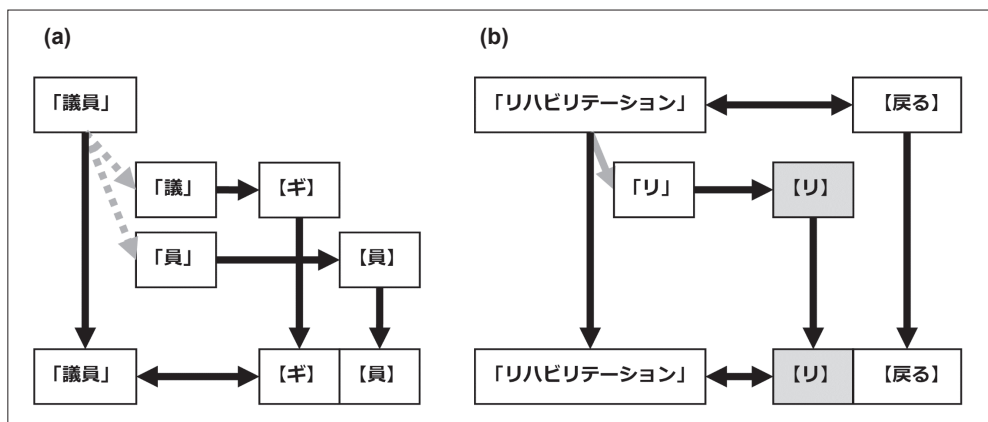 (a)
(b)
「議員」
「リハビリテーション」
【戻る】
「議」
【ギ】
「リ」
【リ】
「員」
【員】
「議員」
【ギ】
【員】
「リハビリテーション」
【リ】
【戻る】